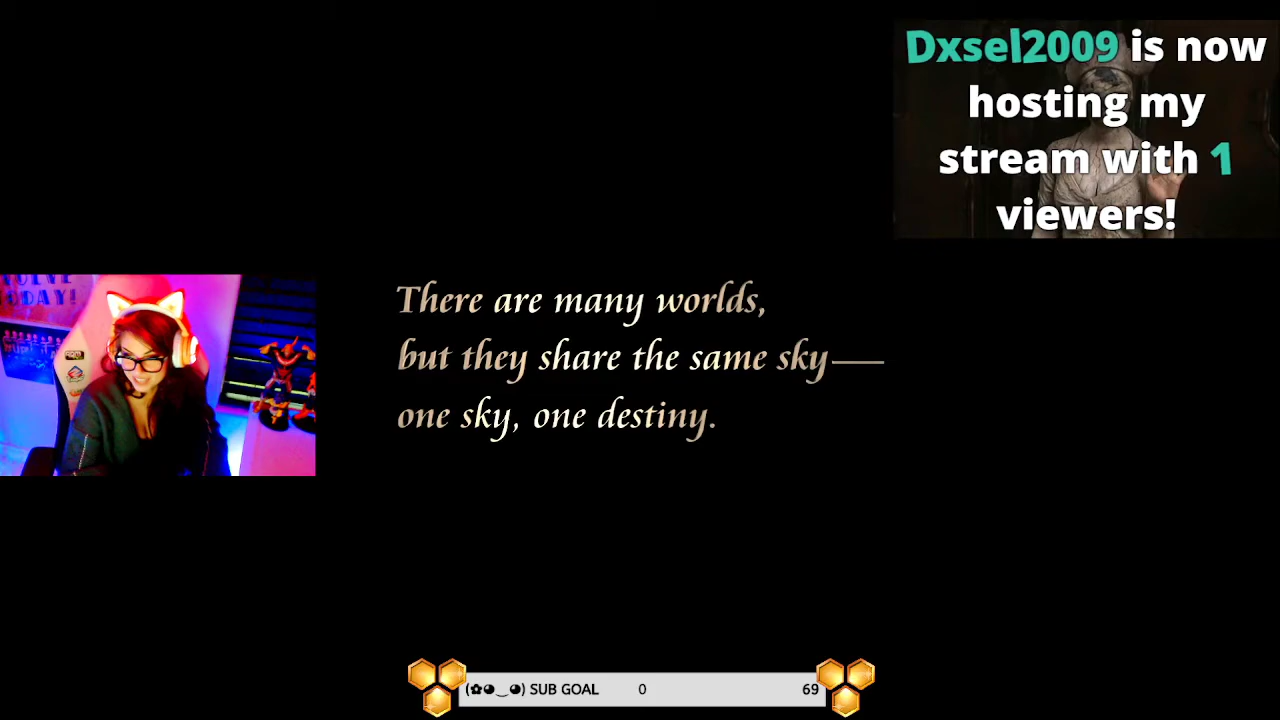 Dxsel2009 is now
hosting my
stream with 1
viewers!
TODAY!
There are many worlds,
but they share the same sky—
one sky, one destiny.
(✿◕‿◕) SUB GOAL 0 69